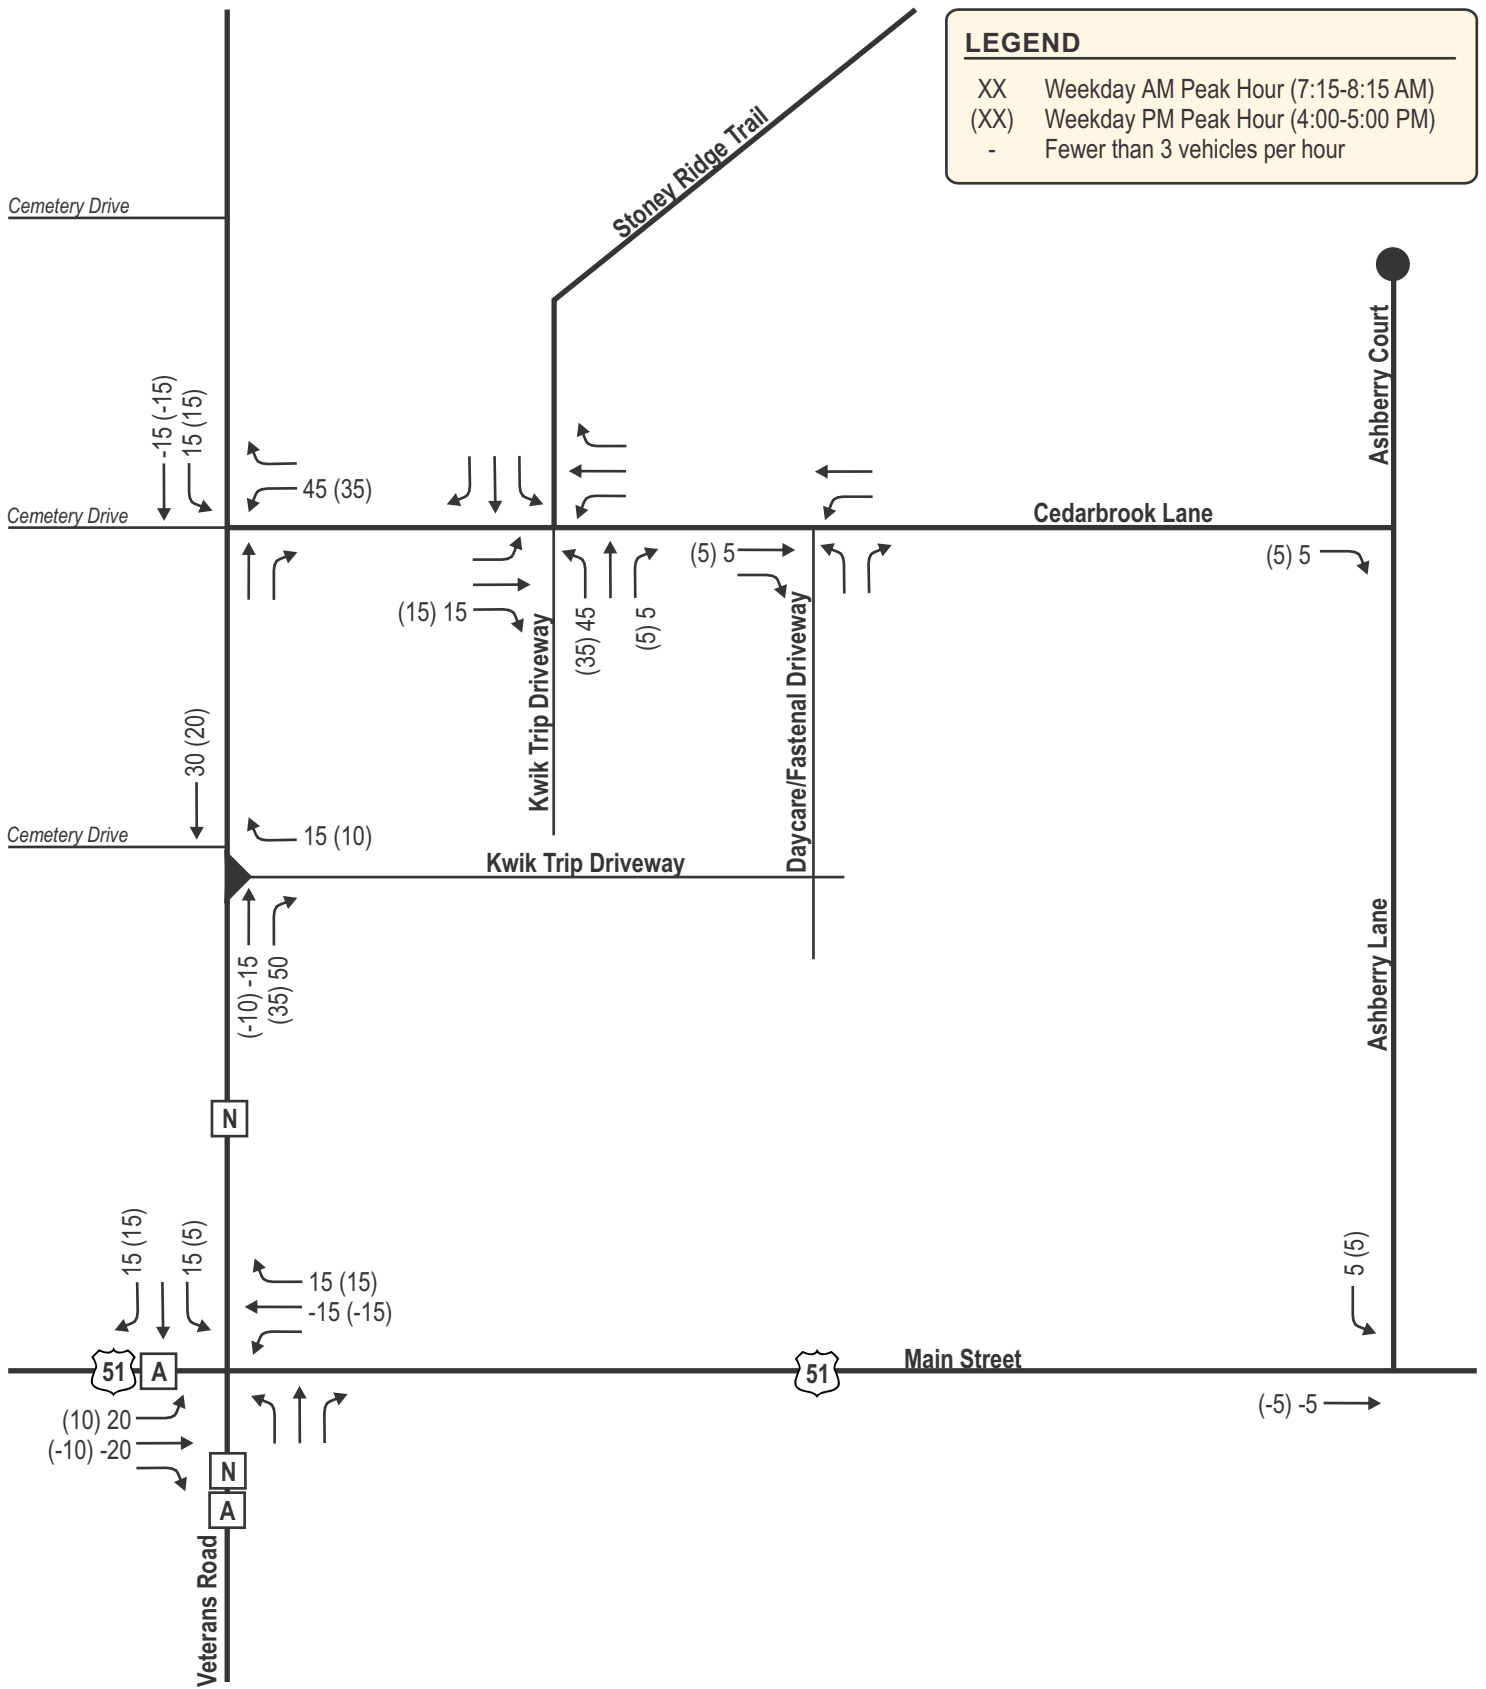 LEGEND
XX Weekday AM Peak Hour (7:15-8:15 AM)
(XX) Weekday PM Peak Hour (4:00-5:00 PM)
- Fewer than 3 vehicles per hour
Stoney Ridge Trail
Cemetery Drive
Ashberry Court
-15 (-15)
15 (15)
45 (35)
Cemetery Drive
Cedarbrook Lane
(15) 15
(35) 45
(5) 5
(5) 5
(5) 5
Kwik Trip Driveway
Daycare/Fastenal Driveway
30 (20)
Cemetery Drive
15 (10)
Kwik Trip Driveway
(-10) -15
(35) 50
Ashberry Lane
N
15 (15)
15 (5)
15 (15)
-15 (-15)
5 (5)
51
A
51
Main Street
(10) 20
(-10) -20
(-5) -5
N
A
Veterans Road